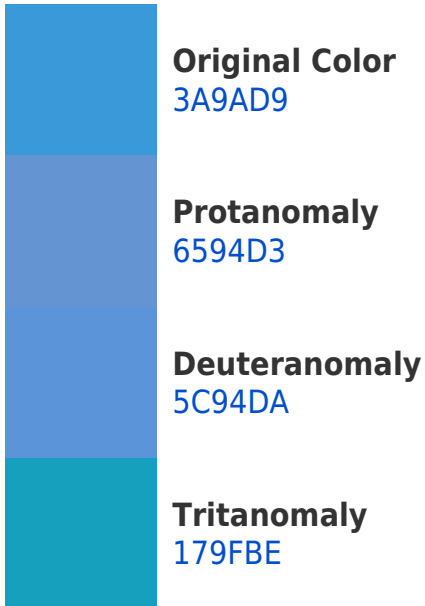 Original Color
3A9AD9
Protanomaly
6594D3
Deuteranomaly
5C94DA
Tritanomaly
179FBE